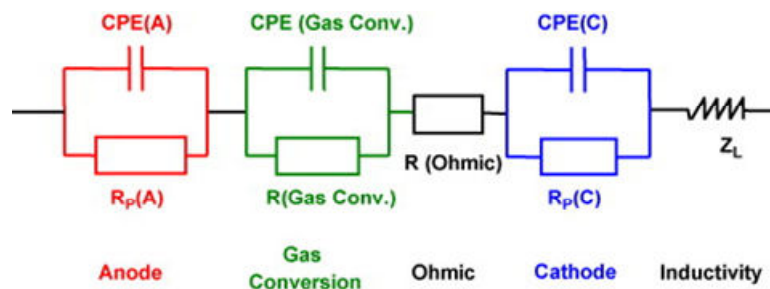 CPE(A) CPE (Gas Conv.) CPE(C)
R (Ohmic) Z_L
R_P(A) R(Gas Conv.) R_P(C)
Anode Gas Conversion Ohmic Cathode Inductivity